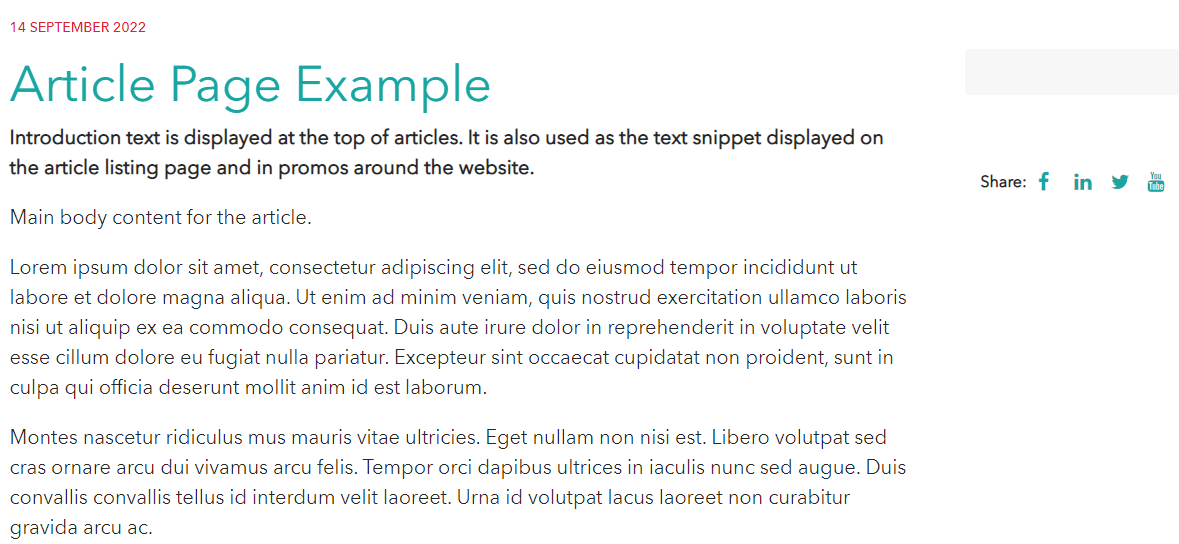 14 SEPTEMBER 2022
Article Page Example
Introduction text is displayed at the top of articles. It is also used as the text snippet displayed on
the article listing page and in promos around the website.
Main body content for the article.
Lorem ipsum dolor sit amet, consectetur adipiscing elit, sed do eiusmod tempor incididunt ut
labore et dolore magna aliqua. Ut enim ad minim veniam, quis nostrud exercitation ullamco laboris
nisi ut aliquip ex ea commodo consequat. Duis aute irure dolor in reprehenderit in voluptate velit
esse cillum dolore eu fugiat nulla pariatur. Excepteur sint occaecat cupidatat non proident, sunt in
culpa qui officia deserunt mollit anim id est laborum.
Montes nascetur ridiculus mus mauris vitae ultricies. Eget nullam non nisi est. Libero volutpat sed
cras ornare arcu dui vivamus arcu felis. Tempor orci dapibus ultrices in iaculis nunc sed augue. Duis
convallis convallis tellus id interdum velit laoreet. Urna id volutpat lacus laoreet non curabitur
gravida arcu ac.
Share: f in You Tube